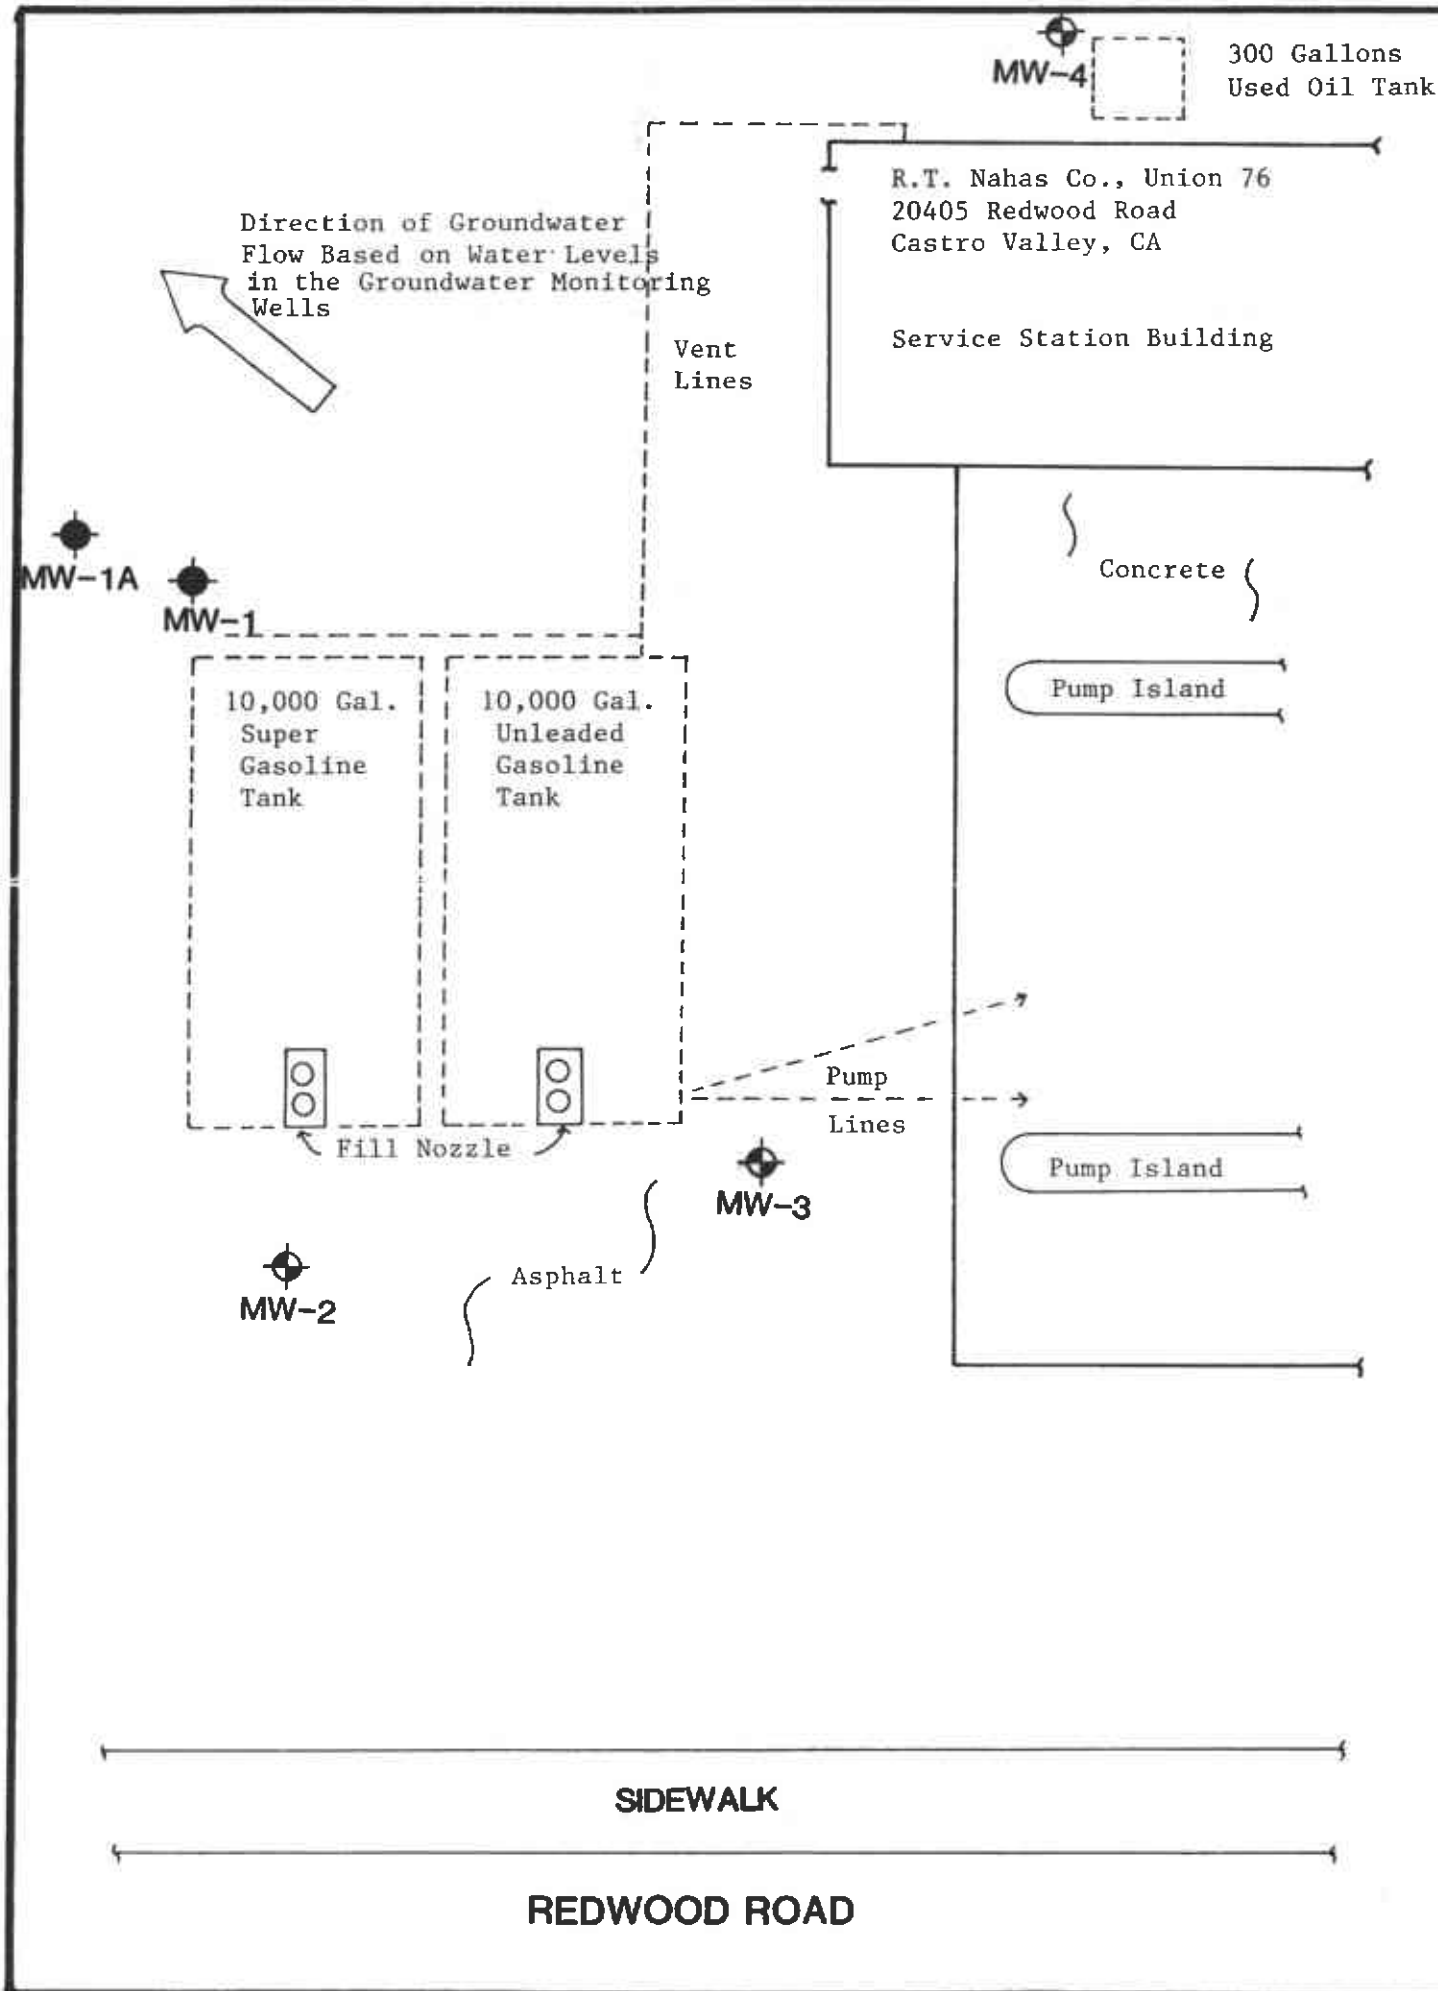 MW-4
300 Gallons
Used Oil Tank
R.T. Nahas Co., Union 76
20405 Redwood Road
Castro Valley, CA
Service Station Building
Direction of Groundwater
Flow Based on Water Levels
in the Groundwater Monitoring
Wells
Vent
Lines
MW-1A
MW-1
Concrete
Pump Island
10,000 Gal.
Super
Gasoline
Tank
10,000 Gal.
Unleaded
Gasoline
Tank
Pump
Lines
Fill Nozzle
Pump Island
MW-3
Asphalt
MW-2
SIDEWALK
REDWOOD ROAD